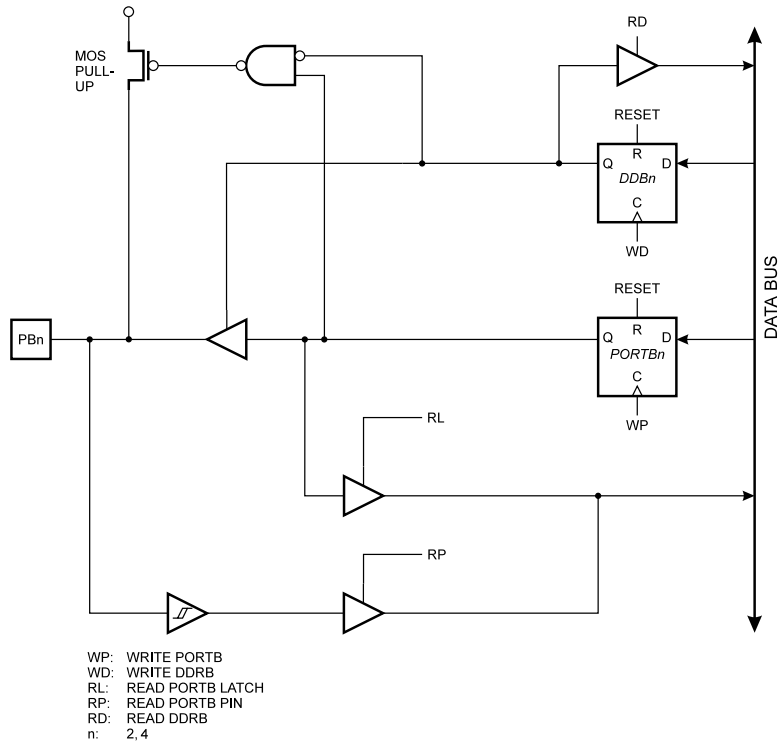 RD
MOS
PULL-
UP
RESET
R
Q
D
DDBn
C
WD
RESET
R
Q
D
PORTBn
C
WP
PBn
DATA BUS
RL
RP
WP: WRITE PORTB
WD: WRITE DDRB
RL: READ PORTB LATCH
RP: READ PORTB PIN
RD: READ DDRB
n: 2, 4